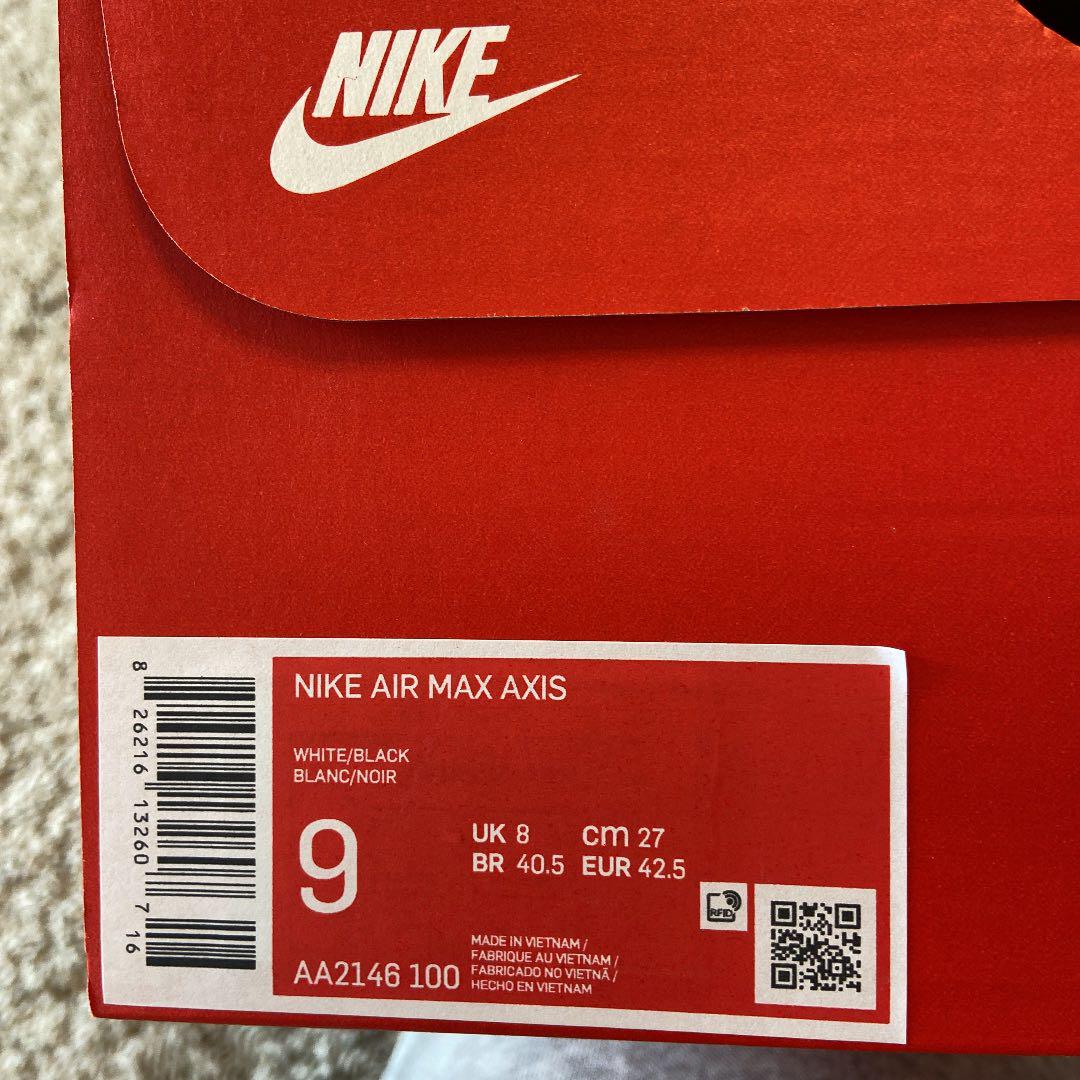 NIKE
NIKE AIR MAX AXIS
WHITE/BLACK
BLANC/NOIR
9
UK 8 cm 27
BR 40.5 EUR 42.5
RFID
MADE IN VIETNAM /
FABRIQUE AU VIETNAM /
FABRICADO NO VIETNÃ /
HECHO EN VIETNAM
AA2146 100
8 26216 13260 7 16